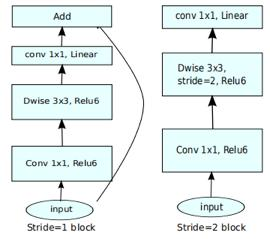 Add
conv 1x1, Linear
Dwise 3x3, Relu6
Conv 1x1, Relu6
input
Stride=1 block
conv 1x1, Linear
Dwise 3x3,
stride=2, Relu6
Conv 1x1, Relu6
input
Stride=2 block